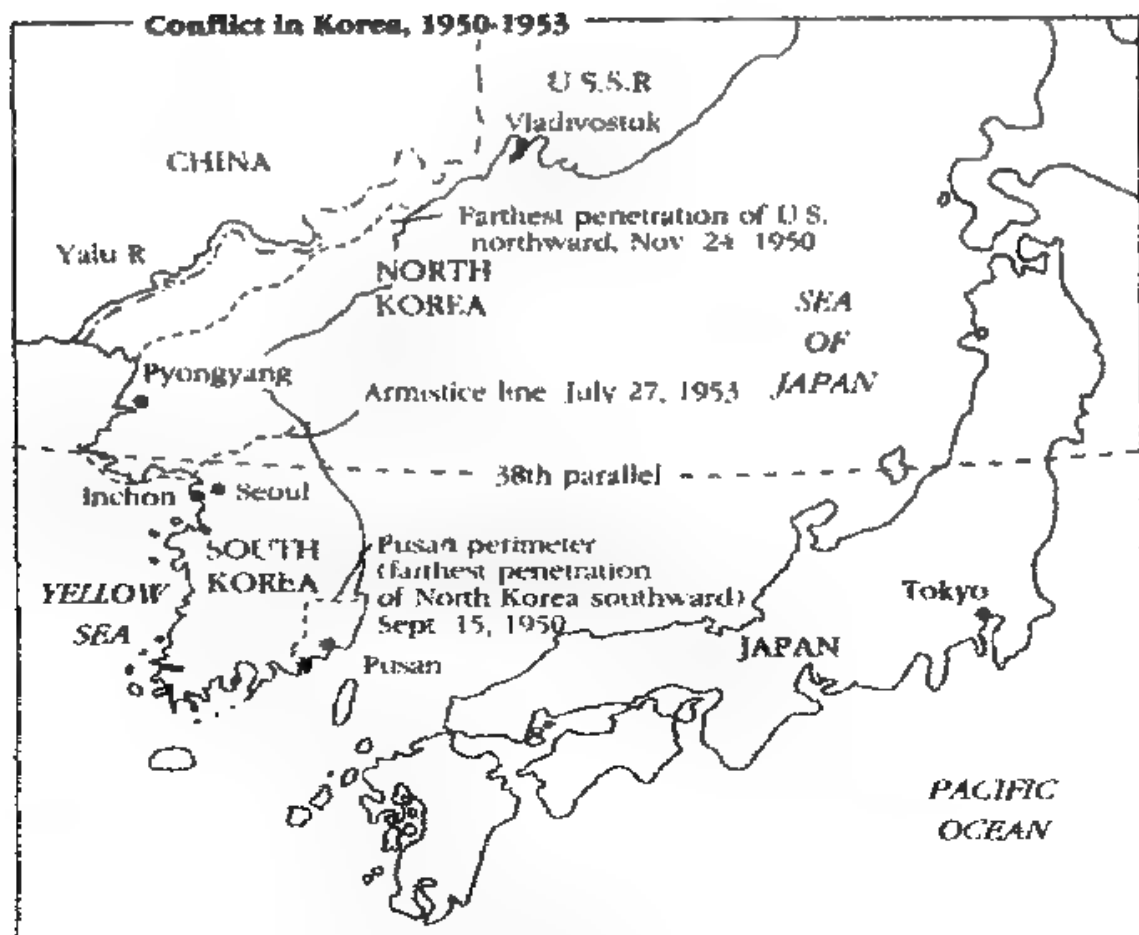 Conflict in Korea, 1950-1953
U.S.S.R
Vladivostok
CHINA
Farthest penetration of U.S.
northward, Nov 24 1950
Yalu R
NORTH
KOREA
SEA
OF
JAPAN
Pyongyang
Armistice line July 27, 1953
38th parallel
Inchon
Seoul
SOUTH
KOREA
Pusan perimeter
(farthest penetration
of North Korea southward)
Sept 15, 1950
YELLOW
SEA
Tokyo
JAPAN
Pusan
PACIFIC
OCEAN